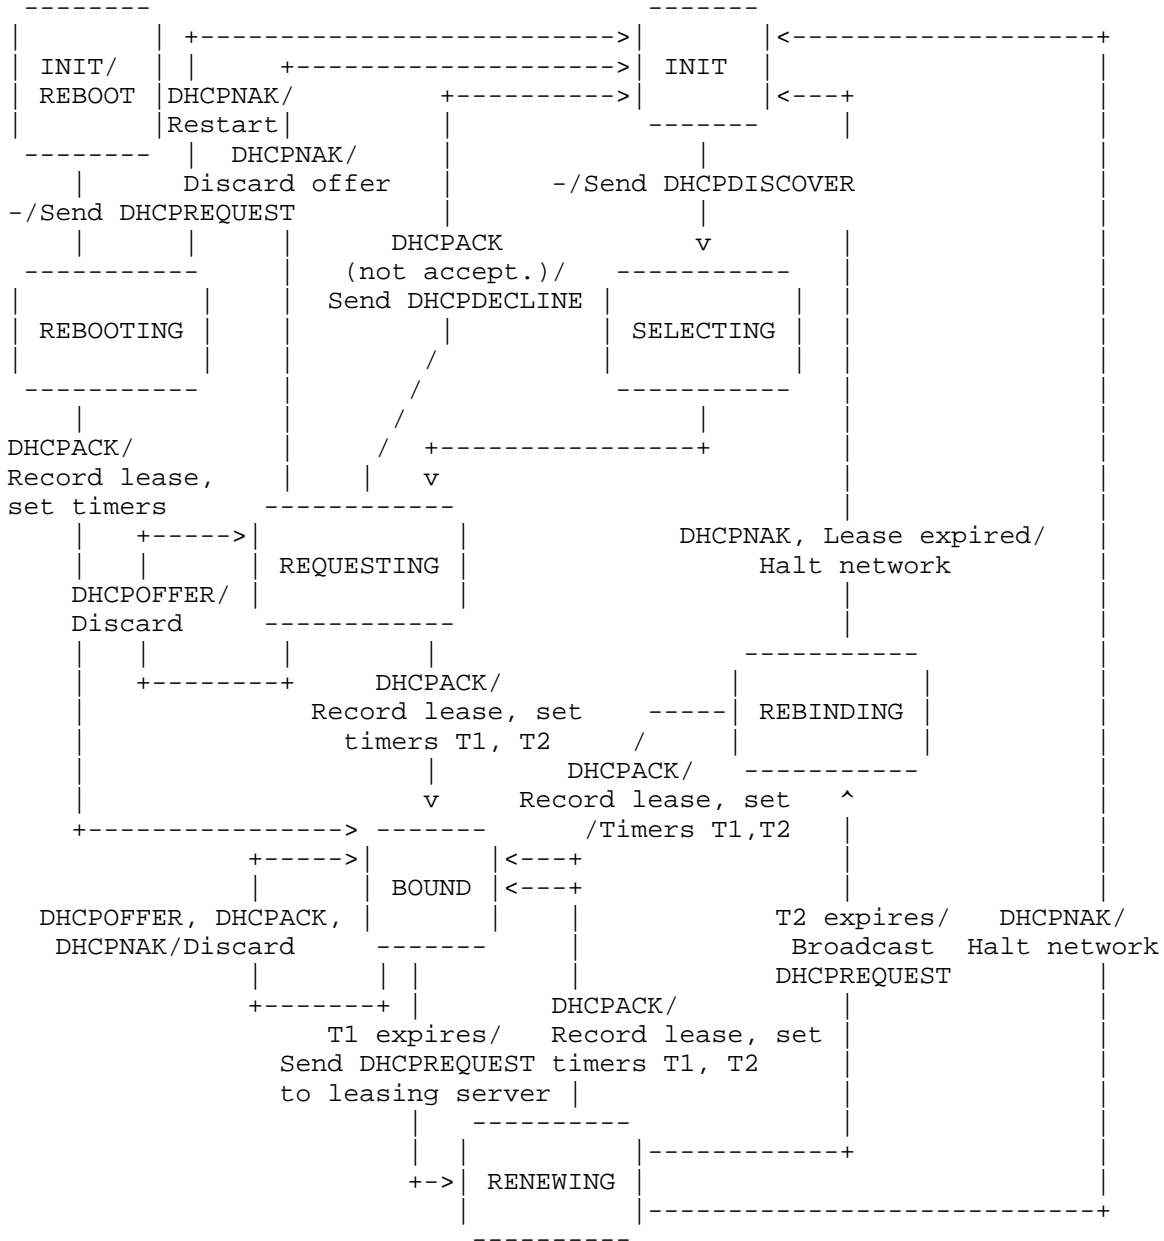 INIT/ INIT
REBOOT DHCPNAK/
Restart
DHCPNAK/
Discard offer -/Send DHCPDISCOVER
-/Send DHCPREQUEST
DHCPACK v
(not accept.)/
Send DHCPDECLINE
REBOOTING SELECTING
DHCPACK/
Record lease, v
set timers
DHCPNAK, Lease expired/
REQUESTING Halt network
DHCPOFFER/
Discard
DHCPACK/
Record lease, set REBINDING
timers T1, T2
DHCPACK/
v Record lease, set
/Timers T1,T2
BOUND
DHCPOFFER, DHCPACK, T2 expires/ DHCPNAK/
DHCPNAK/Discard Broadcast Halt network
DHCPREQUEST
DHCPACK/
T1 expires/ Record lease, set
Send DHCPREQUEST timers T1, T2
to leasing server
RENEWING